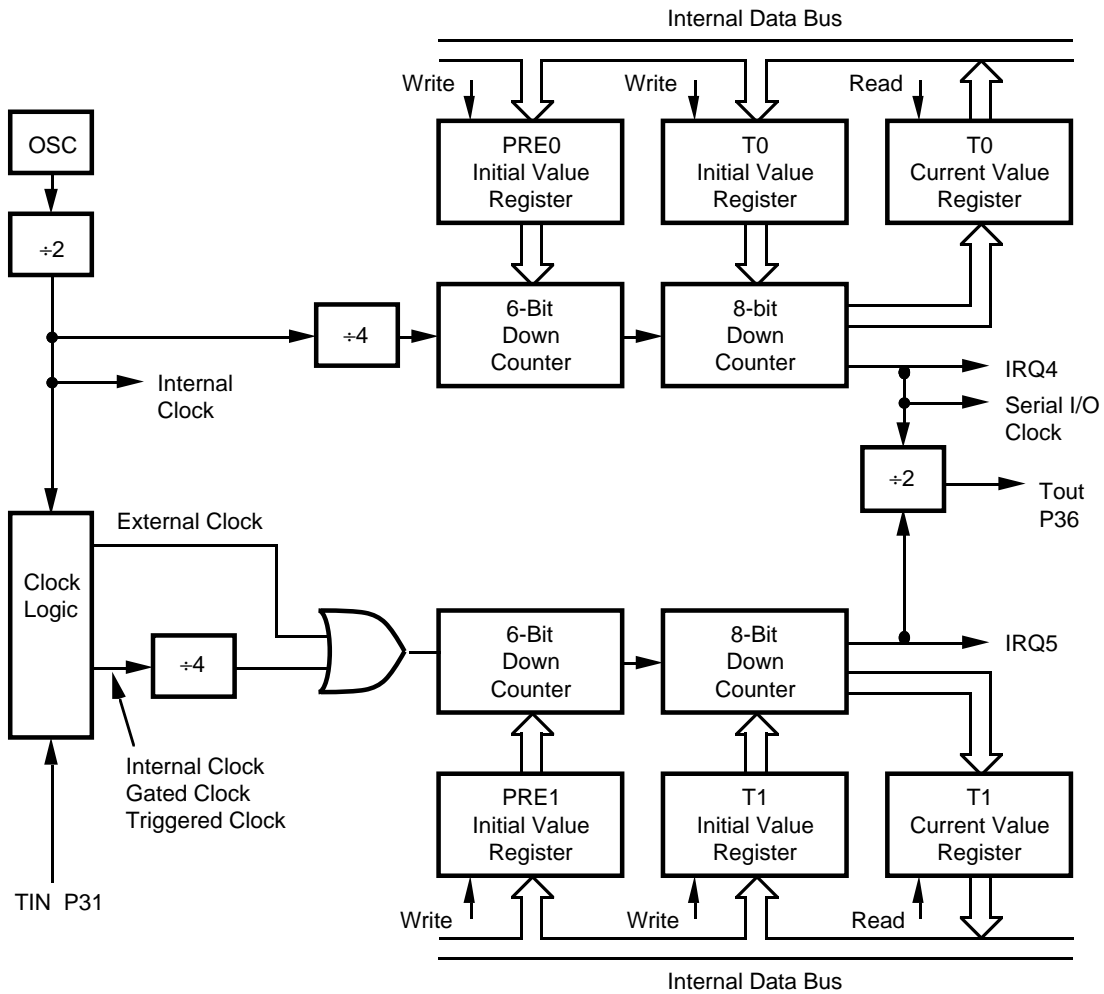 Internal Data Bus
Write
Write
Read
OSC
PRE0
Initial Value
Register
T0
Initial Value
Register
T0
Current Value
Register
÷2
÷4
6-Bit
Down
Counter
8-bit
Down
Counter
Internal
Clock
IRQ4
Serial I/O
Clock
÷2
Tout
P36
External Clock
Clock
Logic
÷4
6-Bit
Down
Counter
8-Bit
Down
Counter
IRQ5
Internal Clock
Gated Clock
Triggered Clock
PRE1
Initial Value
Register
T1
Initial Value
Register
T1
Current Value
Register
TIN P31
Write
Write
Read
Internal Data Bus